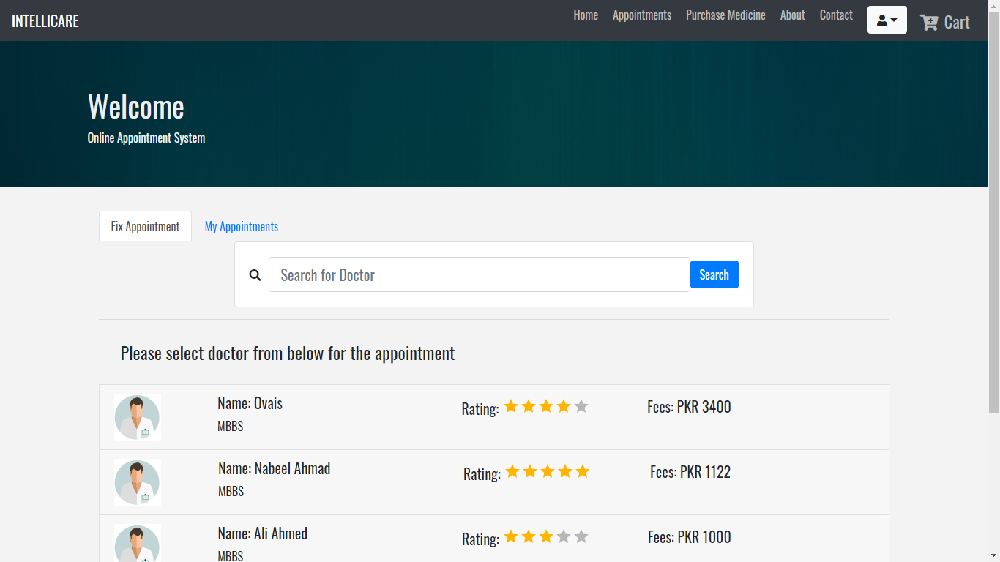 INTELLICARE
Home Appointments Purchase Medicine About Contact Cart
Welcome
Online Appointment System
Fix Appointment My Appointments
Search for Doctor Search
Please select doctor from below for the appointment
Name: Ovais Rating: Fees: PKR 3400
MBBS
Name: Nabeel Ahmad Rating: Fees: PKR 1122
MBBS
Name: Ali Ahmed Rating: Fees: PKR 1000
MBBS